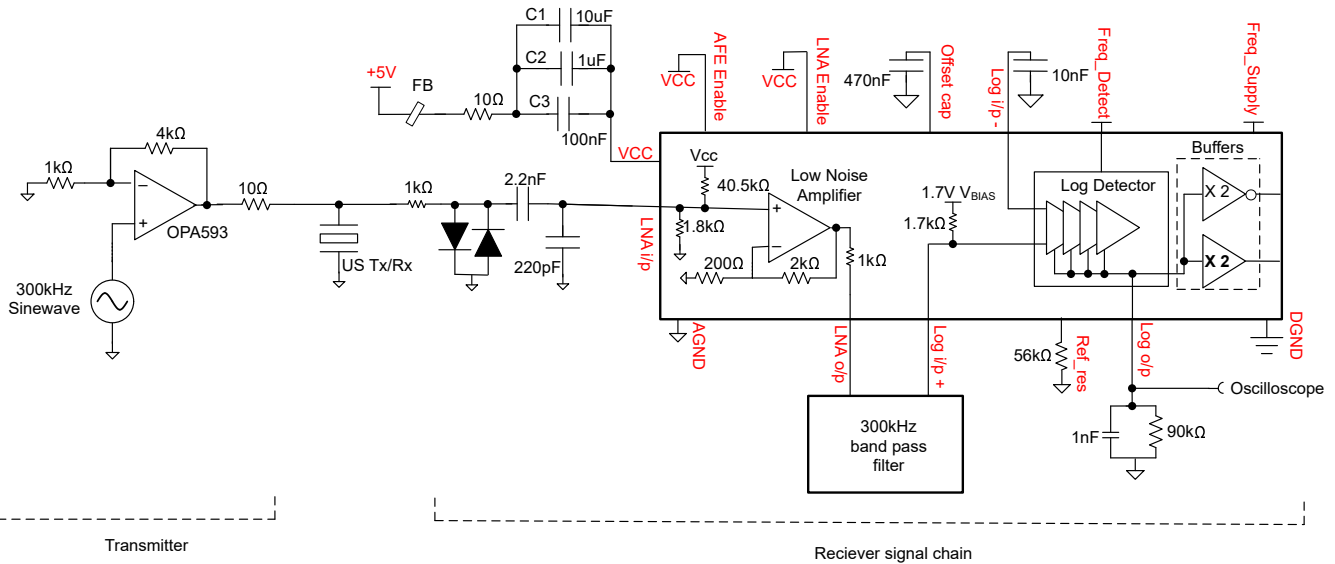 C1
10uF
C2
1uF
C3
100nF
+5V
FB
10Ω
VCC
VCC
AFE Enable
VCC
LNA Enable
470nF
Offset cap
Log i/p -
10nF
Freq_Detect
Freq_Supply
4kΩ
1kΩ
OPA593
10Ω
300kHz
Sinewave
US Tx/Rx
1kΩ
2.2nF
220pF
LNA i/p
Vcc
40.5kΩ
1.8kΩ
Low Noise
Amplifier
200Ω
2kΩ
1kΩ
1.7V VBIAS
1.7kΩ
Log Detector
Buffers
X 2
X 2
AGND
LNA o/p
Log i/p +
56kΩ
Ref_res
Log o/p
DGND
Oscilloscope
1nF
90kΩ
300kHz
band pass
filter
Transmitter
Reciever signal chain